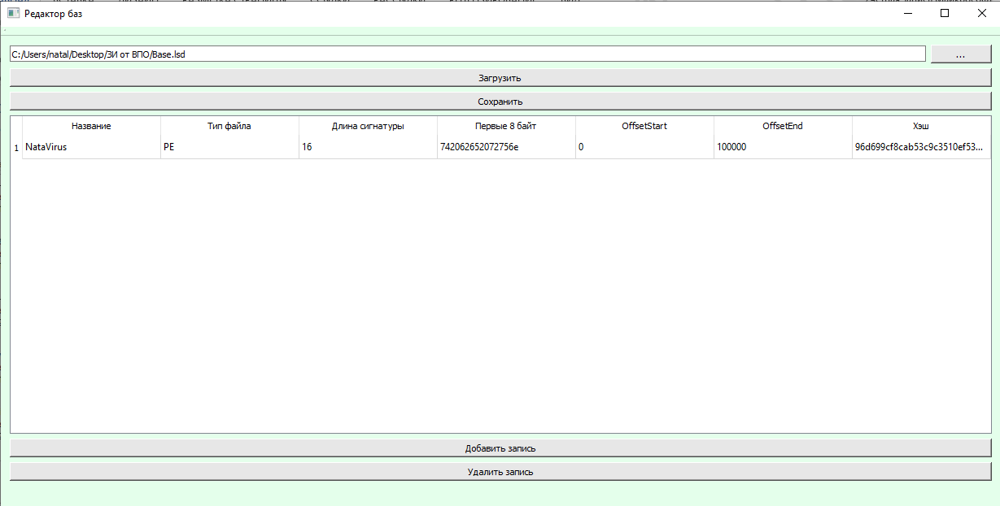 Редактор баз
C:/Users/natal/Desktop/ЗИ от ВПО/Base.lsd
...
Загрузить
Сохранить
Название Тип файла Длина сигнатуры Первые 8 байт OffsetStart OffsetEnd Хэш
1 NataVirus PE 16 742062652072756e 0 100000 96d699cf8cab53c9c3510ef53...
Добавить запись
Удалить запись